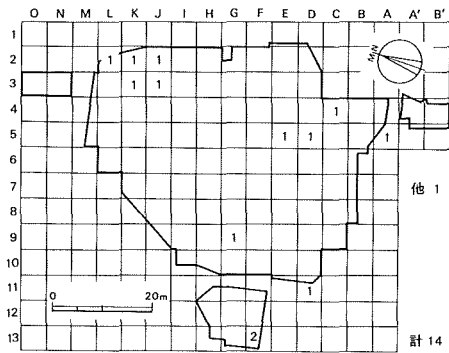 O N M L K J I H G F E D C B A A' B'
1
2 1 1 1
M N
3 1 1
4 1
5 1 1 1
6
7 他 1
8
9 1
10
11 1
0 20m
12
13 2 計 14